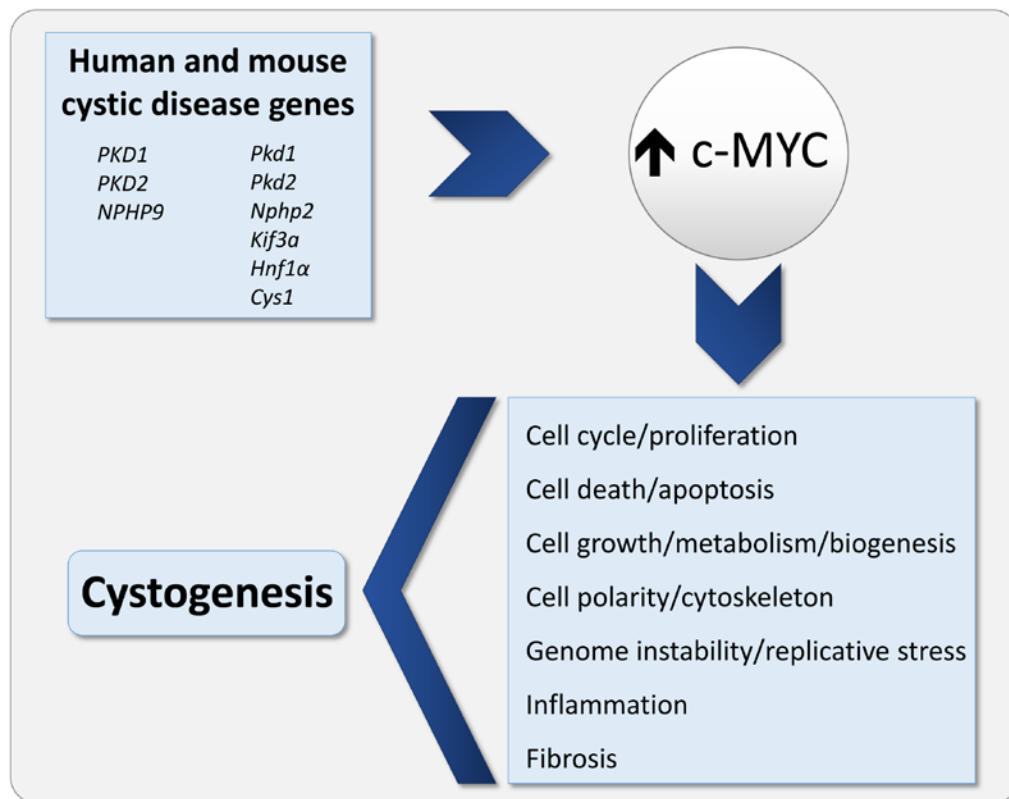 Human and mouse
cystic disease genes
PKD1
PKD2
NPHP9
Pkd1
Pkd2
Nphp2
Kif3a
Hnf1α
Cys1
c-MYC
Cell cycle/proliferation
Cell death/apoptosis
Cell growth/metabolism/biogenesis
Cell polarity/cytoskeleton
Genome instability/replicative stress
Inflammation
Fibrosis
Cystogenesis